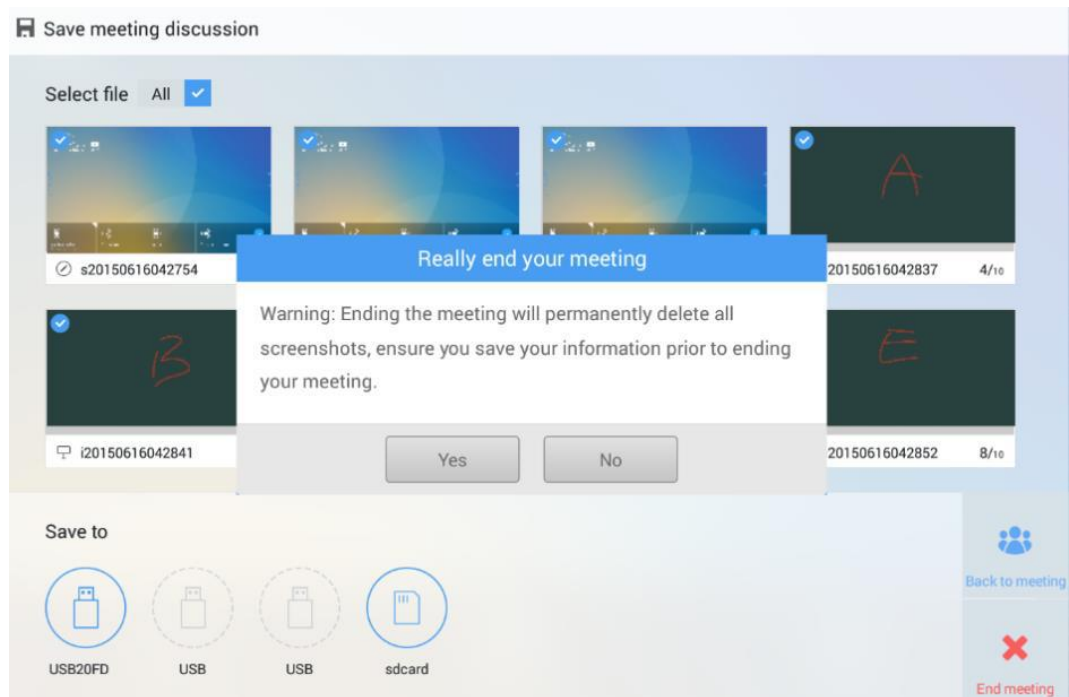 Save meeting discussion
Select file All
A
s20150616042754
20150616042837 4/10
Really end your meeting
Warning: Ending the meeting will permanently delete all
screenshots, ensure you save your information prior to ending
your meeting.
Yes No
B
E
i20150616042841
20150616042852 8/10
Save to
USB20FD USB USB sdcard
Back to meeting
End meeting